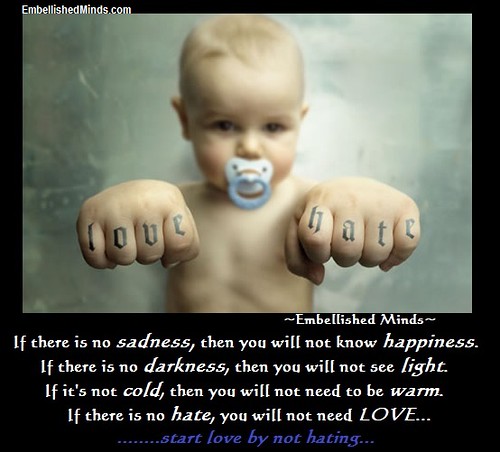 EmbellishedMinds.com
love hate
~Embellished Minds~
If there is no sadness, then you will not know happiness.
If there is no darkness, then you will not see light.
If it's not cold, then you will not need to be warm.
If there is no hate, you will not need LOVE...
........start love by not hating...